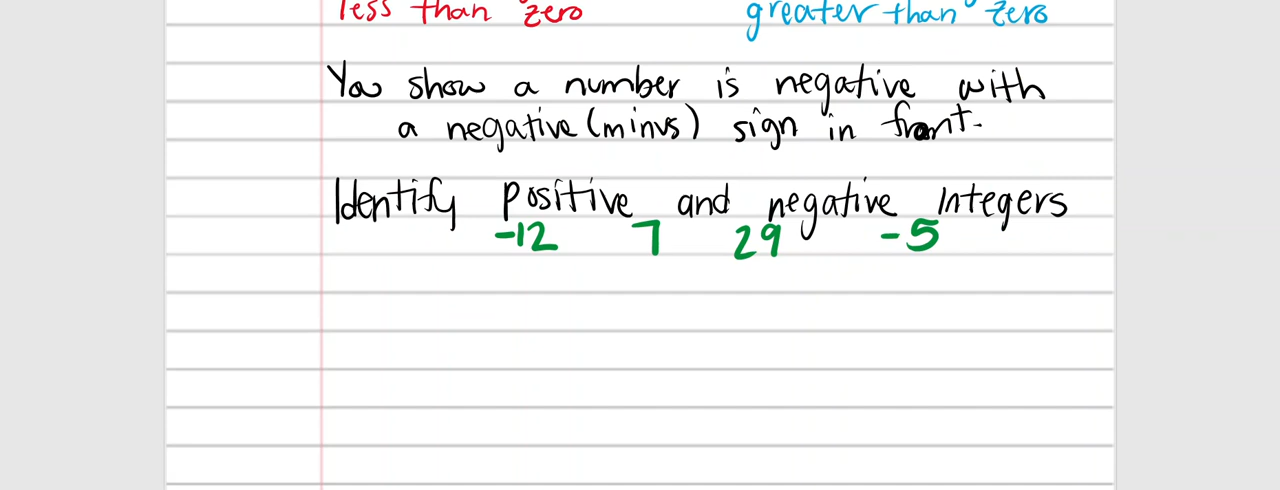 less than zero greater than zero
You show a number is negative with
a negative (minus) sign in front.
Identify positive and negative Integers
-12 7 29 -5